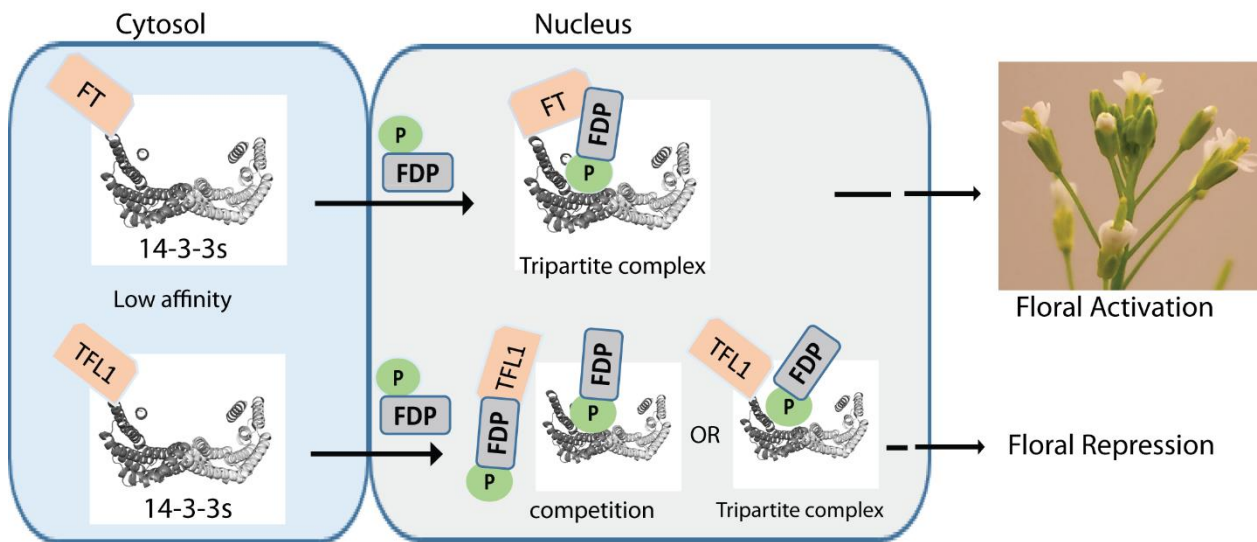 Cytosol
Nucleus
FT
14-3-3s
Low affinity
TFL1
14-3-3s
P
FDP
FT
FDP
P
Tripartite complex
P
FDP
TFL1
FDP
P
FDP
P
competition
OR
TFL1
FDP
P
Tripartite complex
Floral Activation
Floral Repression